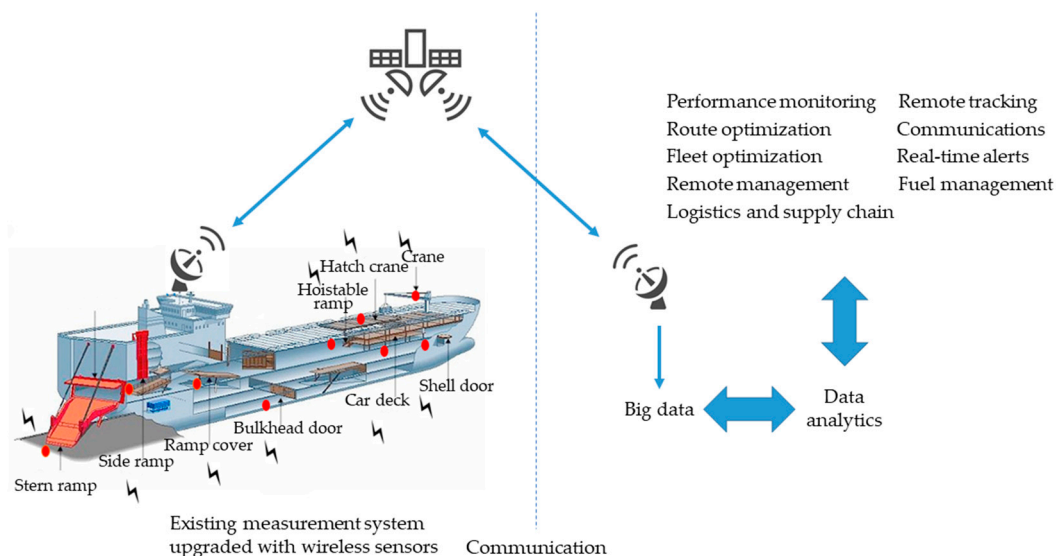 Performance monitoring
Remote tracking
Route optimization
Communications
Fleet optimization
Real-time alerts
Remote management
Fuel management
Logistics and supply chain
Crane
Hatch crane
Hoistable
ramp
Shell door
Car deck
Bulkhead door
Ramp cover
Side ramp
Stern ramp
Big data
Data
analytics
Existing measurement system
upgraded with wireless sensors
Communication